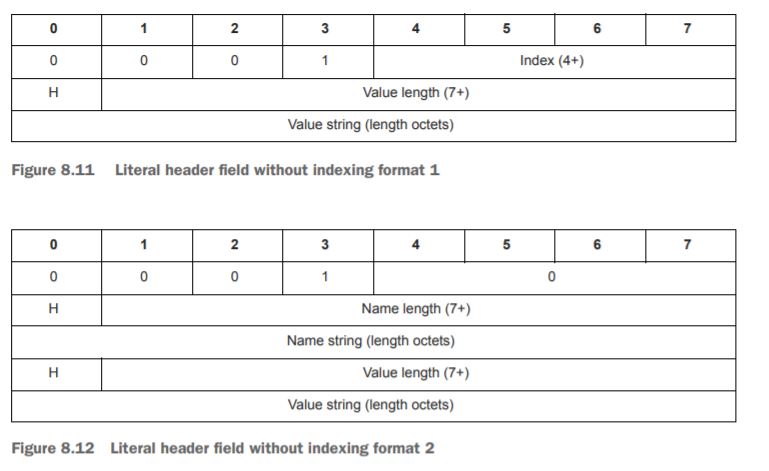 0 1 2 3 4 5 6 7
0 0 0 1 Index (4+)
H Value length (7+)
Value string (length octets)
Figure 8.11 Literal header field without indexing format 1
0 1 2 3 4 5 6 7
0 0 0 1 0
H Name length (7+)
Name string (length octets)
H Value length (7+)
Value string (length octets)
Figure 8.12 Literal header field without indexing format 2